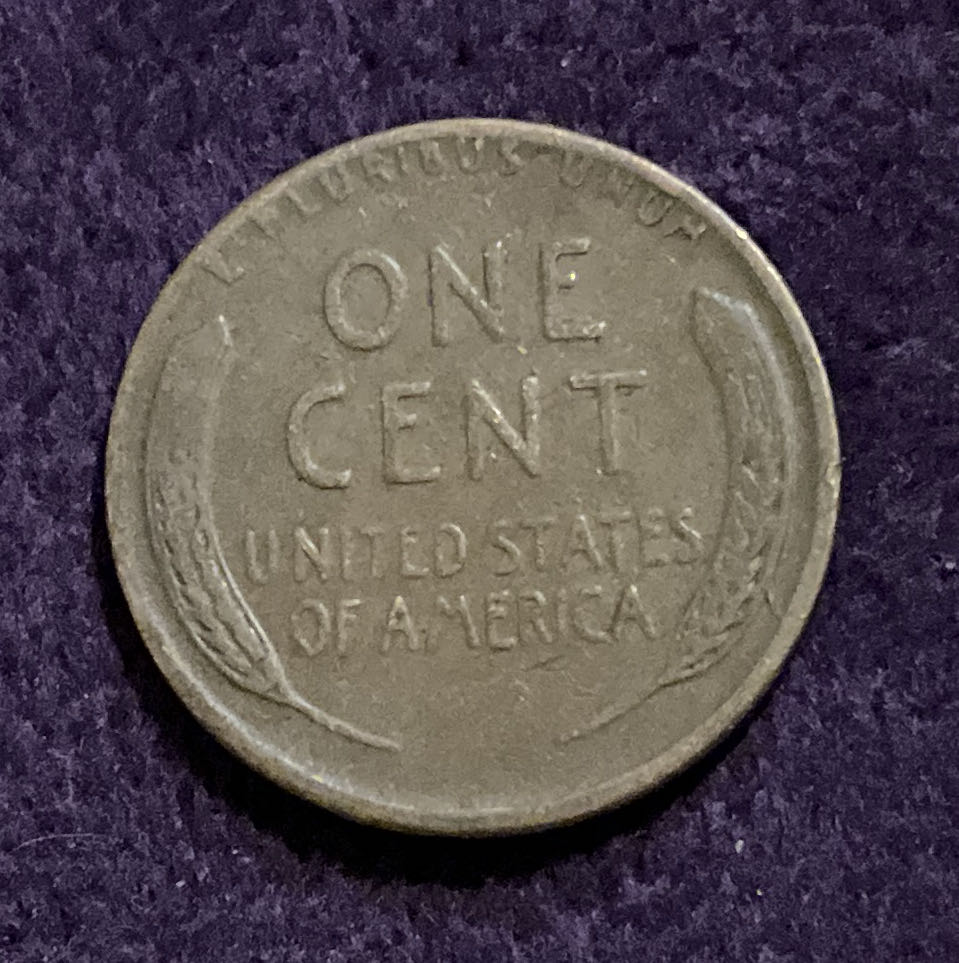 E·PLURIBUS·UNUM
ONE
CENT
UNITED STATES
OF AMERICA